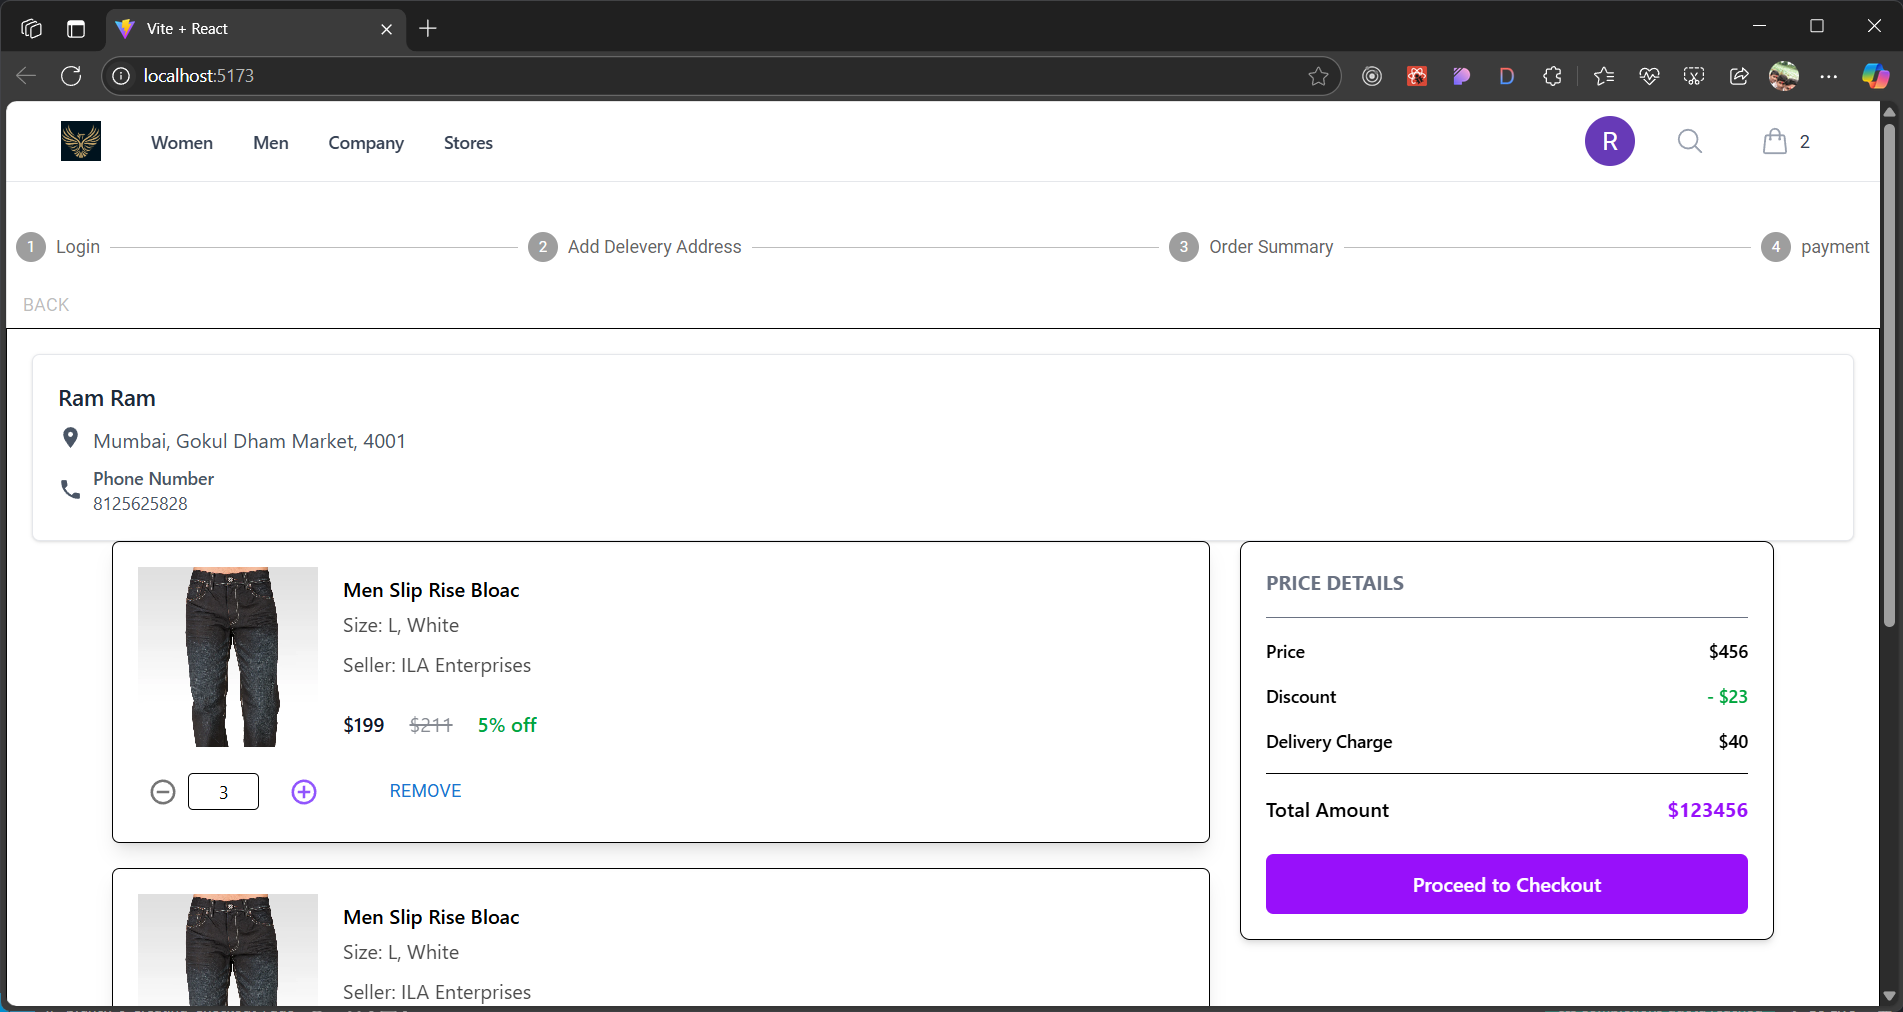 Vite + React
localhost:5173
Women Men Company Stores R 2
1 Login 2 Add Delevery Address 3 Order Summary 4 payment
BACK
Ram Ram
Mumbai, Gokul Dham Market, 4001
Phone Number
8125625828
Men Slip Rise Bloac
Size: L, White
Seller: ILA Enterprises
$199 $211 5% off
3 REMOVE
PRICE DETAILS
Price $456
Discount - $23
Delivery Charge $40
Total Amount $123456
Proceed to Checkout
Men Slip Rise Bloac
Size: L, White
Seller: ILA Enterprises